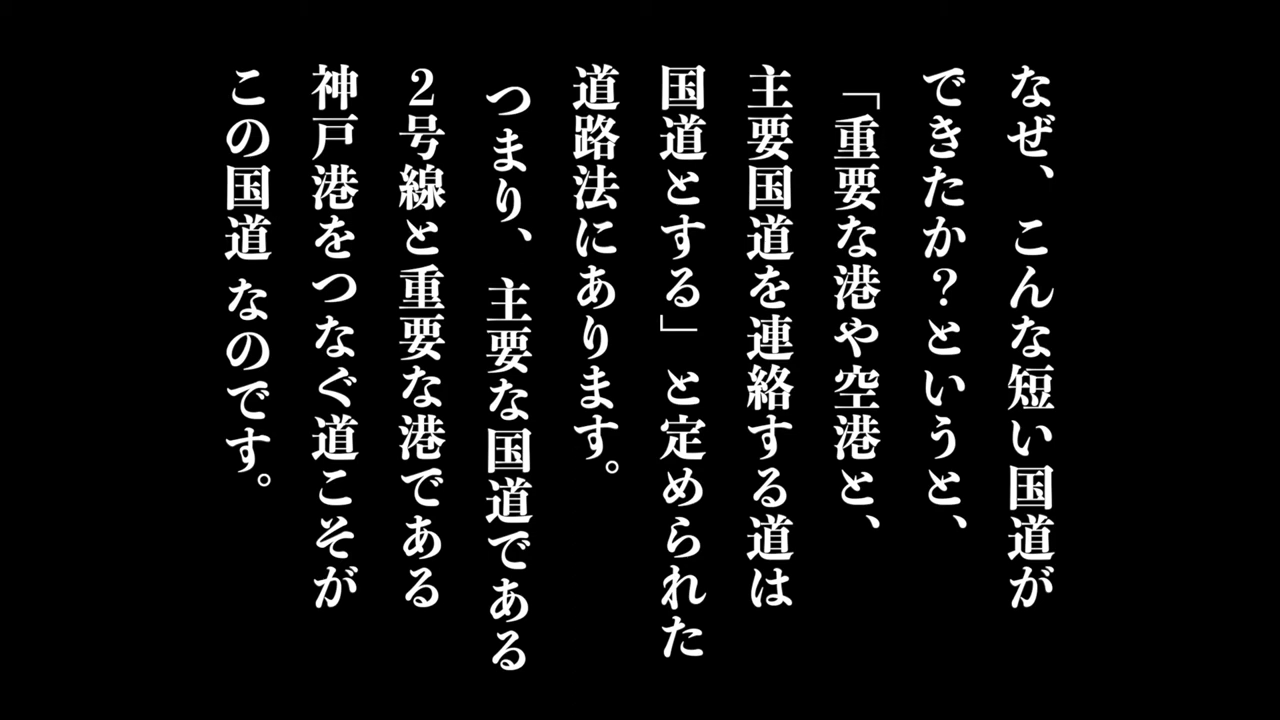 なぜ、こんな短い国道が
できたか？というと、
「重要な港や空港と、
主要国道を連絡する道は
国道とする」と定められた
道路法にあります。
つまり、主要な国道である
２号線と重要な港である
神戸港をつなぐ道こそが
この国道なのです。